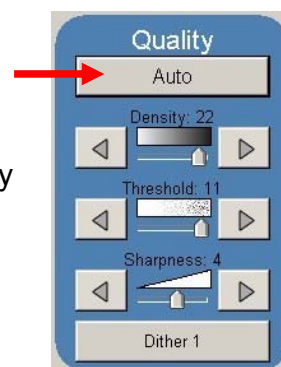 Quality
Auto
Density: 22
y
Threshold: 11
Sharpness: 4
Dither 1